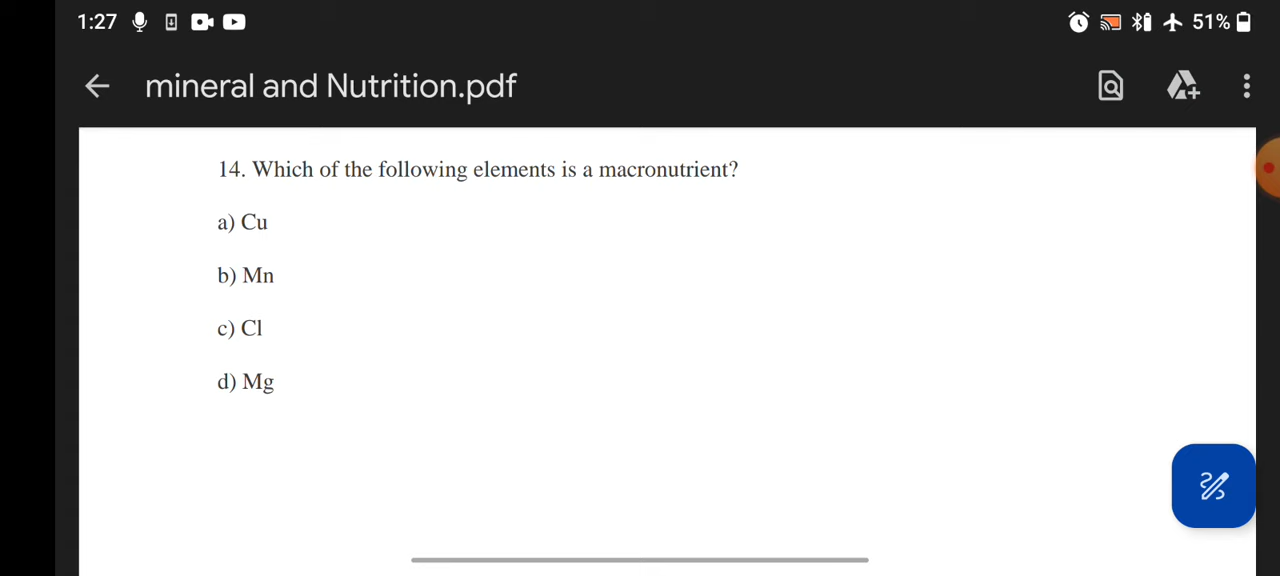 1:27
51%
mineral and Nutrition.pdf
14. Which of the following elements is a macronutrient?
a) Cu
b) Mn
c) Cl
d) Mg